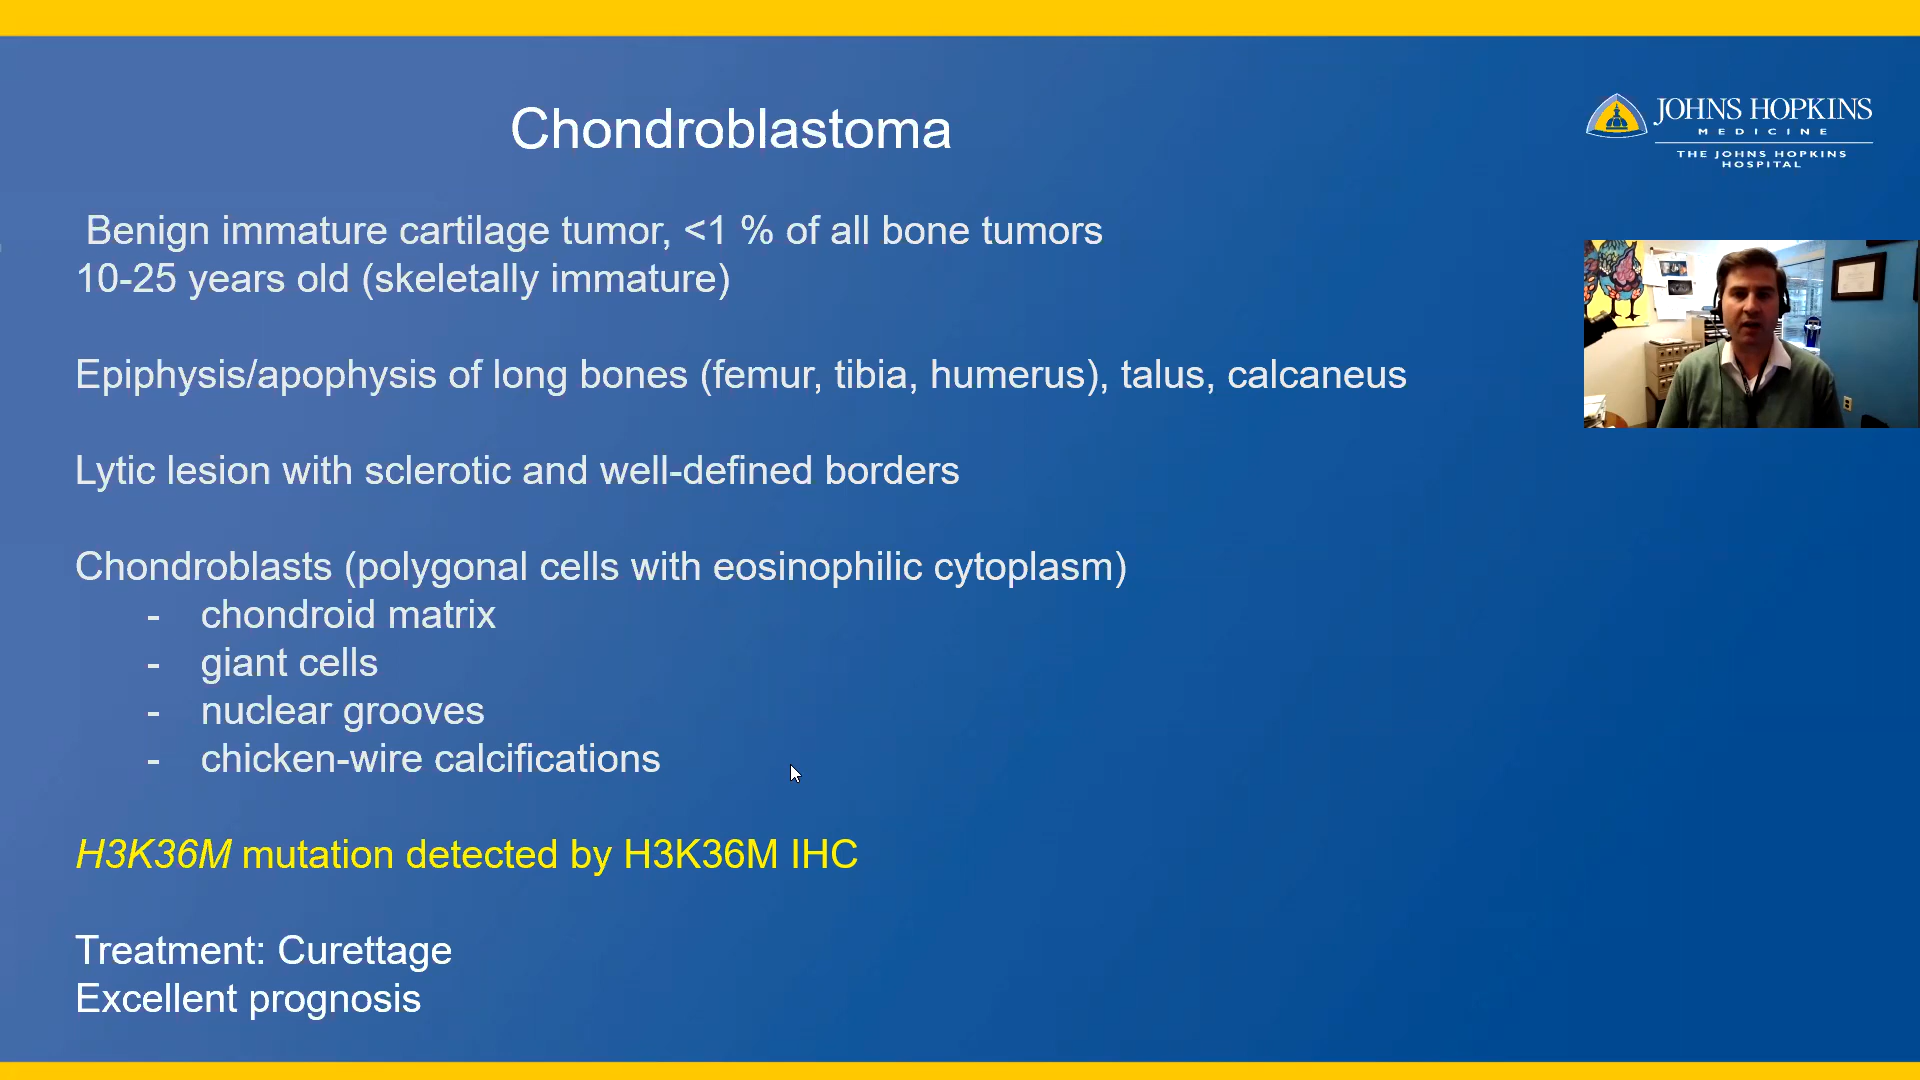 Chondroblastoma
JOHNS HOPKINS
MEDICINE
THE JOHNS HOPKINS
HOSPITAL
Benign immature cartilage tumor, <1 % of all bone tumors
10-25 years old (skeletally immature)
Epiphysis/apophysis of long bones (femur, tibia, humerus), talus, calcaneus
Lytic lesion with sclerotic and well-defined borders
Chondroblasts (polygonal cells with eosinophilic cytoplasm)
- chondroid matrix
- giant cells
- nuclear grooves
- chicken-wire calcifications
H3K36M mutation detected by H3K36M IHC
Treatment: Curettage
Excellent prognosis